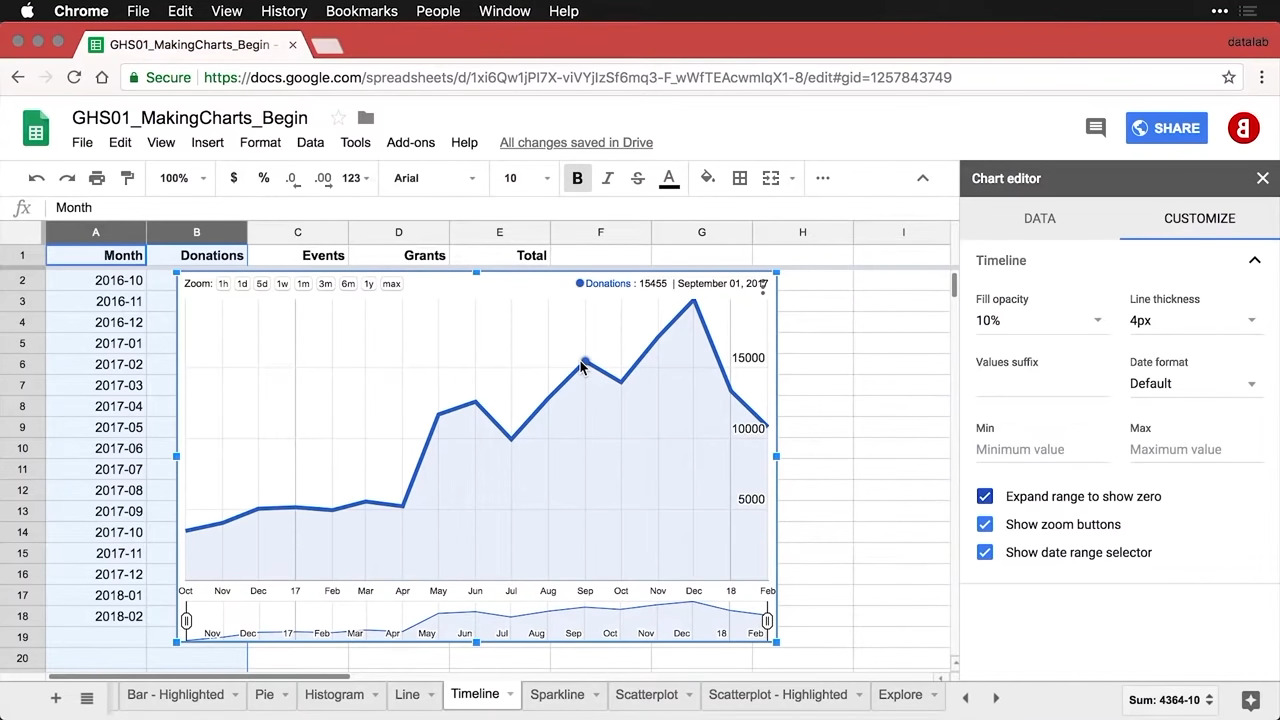 Chrome File Edit View History Bookmarks People Window Help
GHS01_MakingCharts_Begin -
datalab
Secure https://docs.google.com/spreadsheets/d/1xi6Qw1jPl7X-viVYjIzSf6mq3-F_wWfTEAcwmIqX1-8/edit#gid=1257843749
GHS01_MakingCharts_Begin
File Edit View Insert Format Data Tools Add-ons Help All changes saved in Drive
SHARE
100% $ % .0 .00 123 Arial 10 B I S A
Chart editor
fx Month
DATA CUSTOMIZE
A B C D E F G H I
1 Month Donations Events Grants Total
Timeline
2 2016-10
3 2016-11
4 2016-12
5 2017-01
6 2017-02
7 2017-03
8 2017-04
9 2017-05
10 2017-06
11 2017-07
12 2017-08
13 2017-09
14 2017-10
15 2017-11
16 2017-12
17 2018-01
18 2018-02
19
20
Zoom: 1h 1d 5d 1w 1m 3m 6m 1y max
Donations : 15455 | September 01, 2017
15000
10000
5000
Oct Nov Dec 17 Feb Mar Apr May Jun Jul Aug Sep Oct Nov Dec 18 Feb
Nov Dec 17 Feb Mar Apr May Jun Jul Aug Sep Oct Nov Dec 18 Feb
Fill opacity Line thickness
10% 4px
Values suffix Date format
Default
Min Max
Minimum value Maximum value
Expand range to show zero
Show zoom buttons
Show date range selector
Bar - Highlighted Pie Histogram Line Timeline Sparkline Scatterplot Scatterplot - Highlighted Explore
Sum: 4364-10